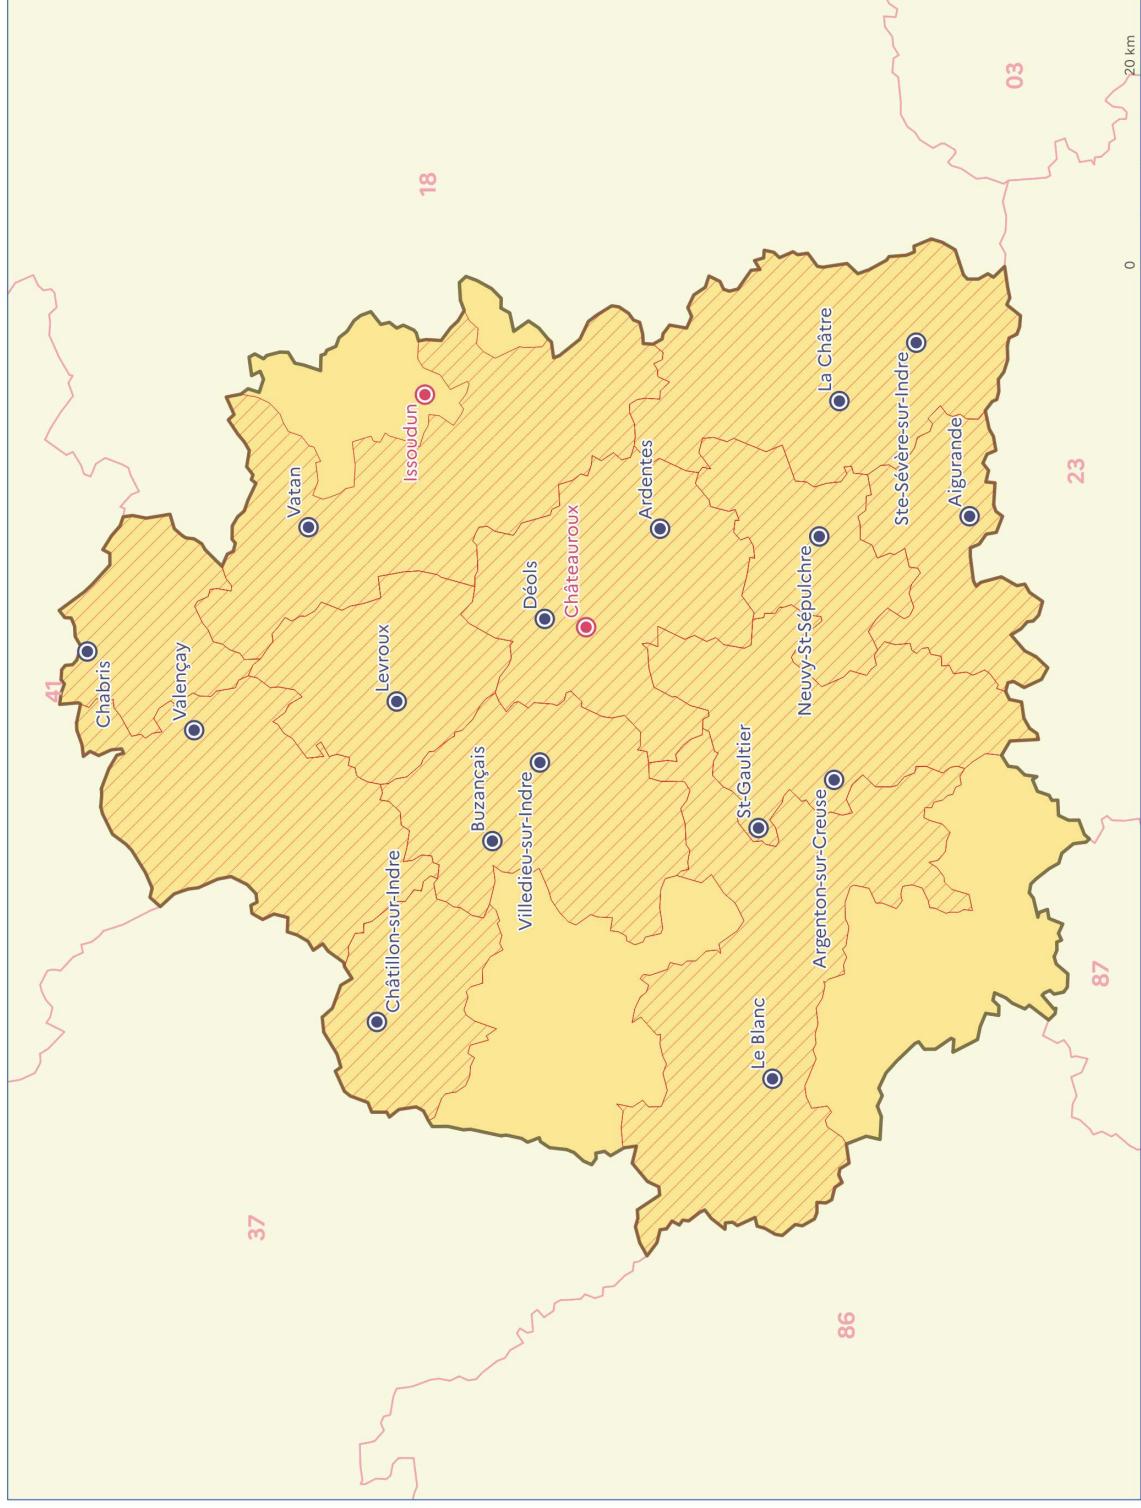 41
Chabris
Valençay
37
Vatan
Châtillon-sur-Indre
Levroux
Issoudun
18
Buzançais
Villedieu-sur-Indre
Déols
Châteauroux
Ardentes
St-Gaultier
Le Blanc
Neuvy-St-Sépulchre
Argenton-sur-Creuse
La Châtre
86
Ste-Sévère-sur-Indre
Aigurande
03
23
87
0
20 km